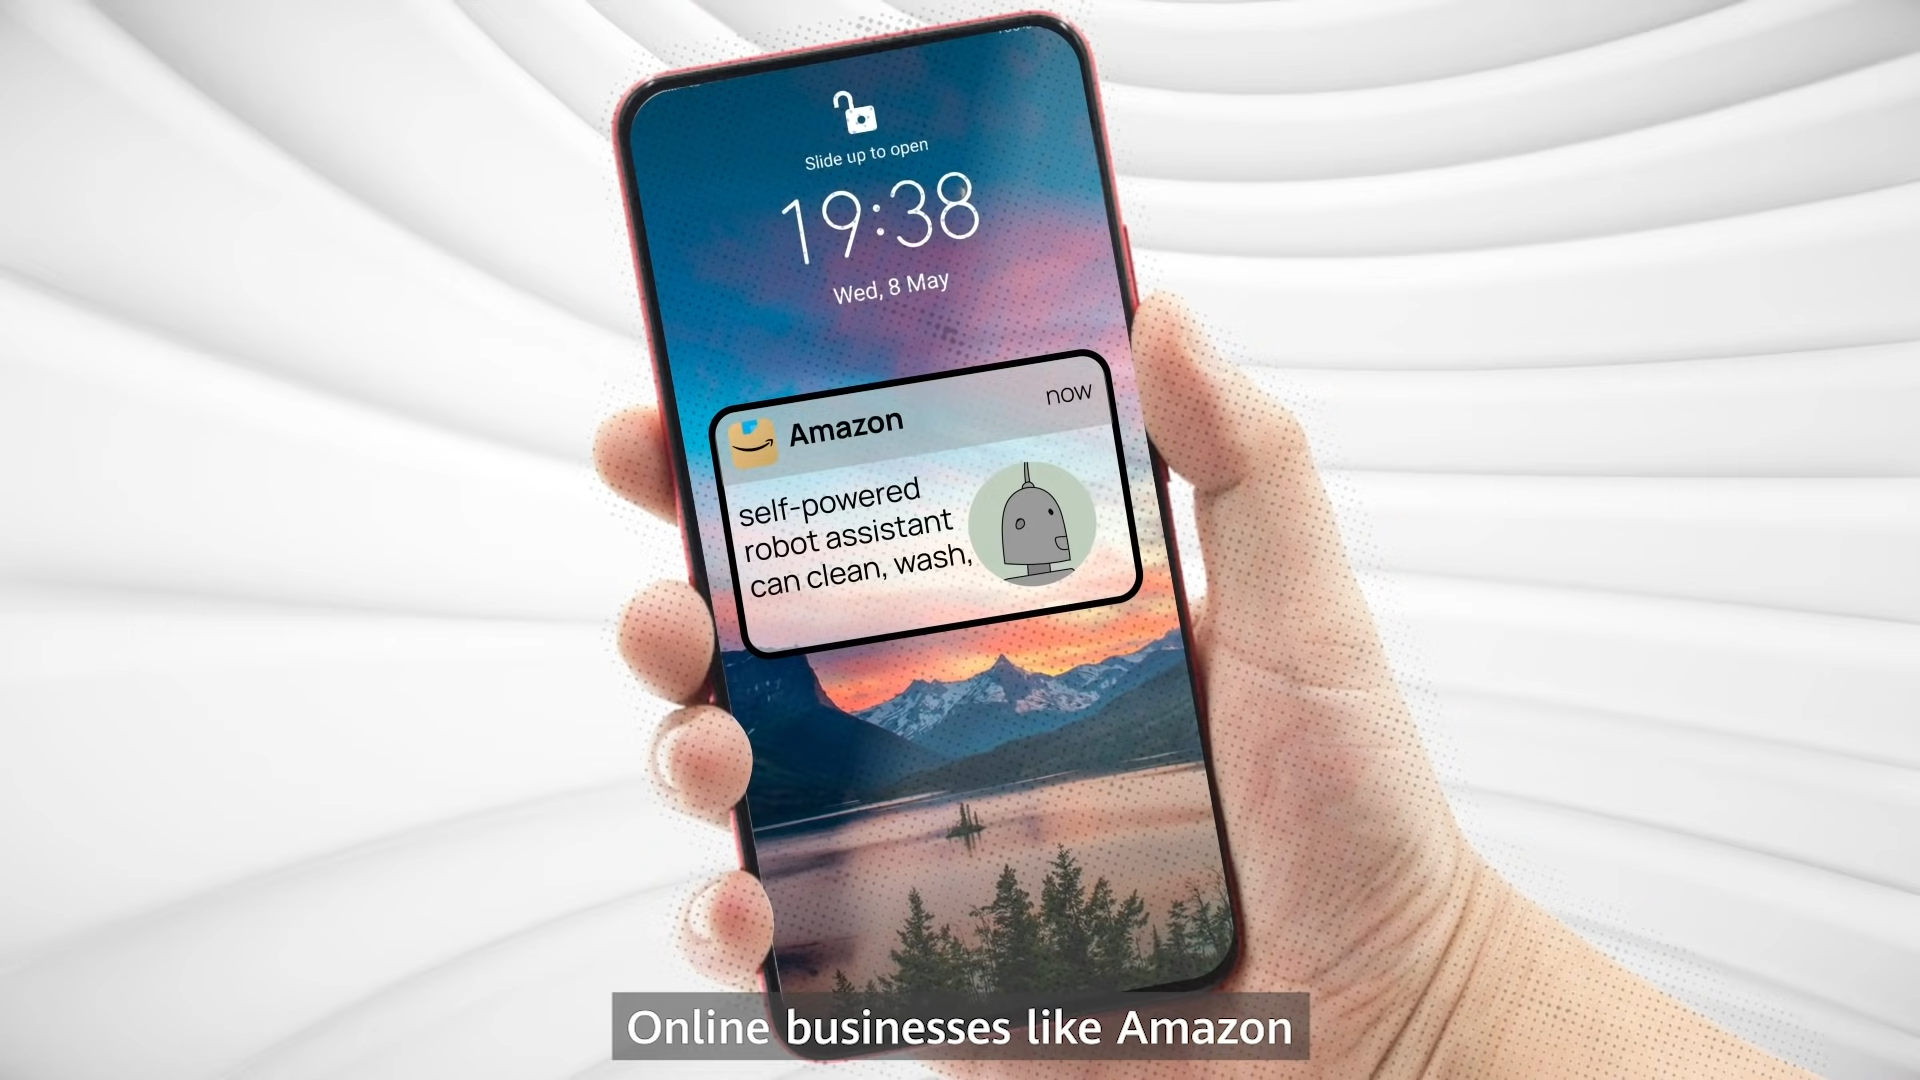 Slide up to open
19:38
Wed, 8 May
Amazon
now
self-powered
robot assistant
can clean, wash,
Online businesses like Amazon